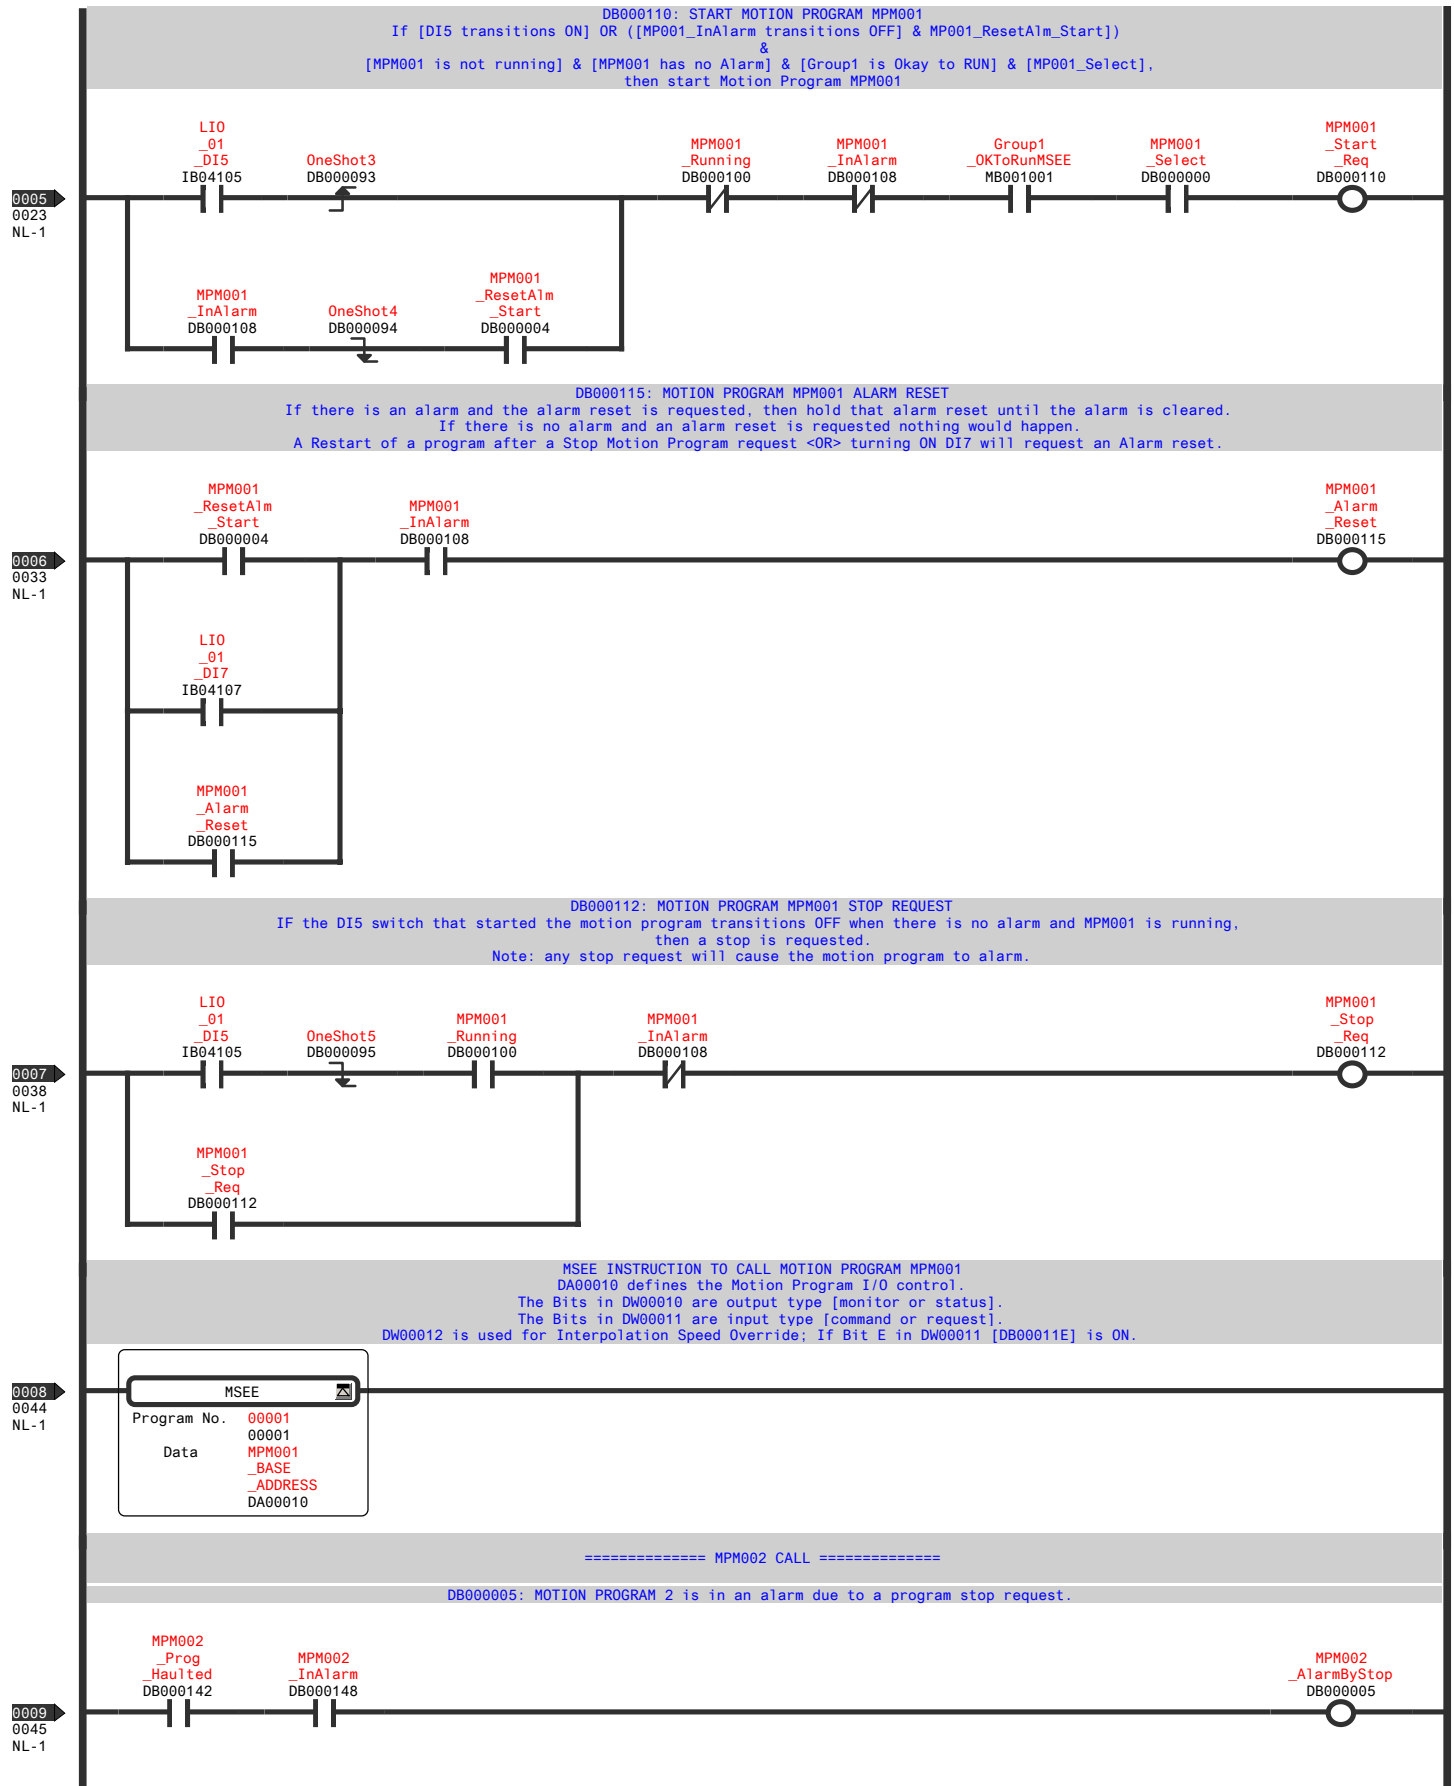 DB000110: START MOTION PROGRAM MPM001
If [DI5 transitions ON] OR ([MP001_InAlarm transitions OFF] & MP001_ResetAlm_Start])
&
[MPM001 is not running] & [MPM001 has no Alarm] & [Group1 is Okay to RUN] & [MP001_Select],
then start Motion Program MPM001
LIO
_01
_DI5
IB04105
OneShot3
DB000093
MPM001
_Running
DB000100
MPM001
_InAlarm
DB000108
Group1
_OKToRunMSEE
MB001001
MPM001
_Select
DB000000
MPM001
_Start
_Req
DB000110
0005
0023
NL-1
MPM001
_InAlarm
DB000108
OneShot4
DB000094
MPM001
_ResetAlm
_Start
DB000004
DB000115: MOTION PROGRAM MPM001 ALARM RESET
If there is an alarm and the alarm reset is requested, then hold that alarm reset until the alarm is cleared.
If there is no alarm and an alarm reset is requested nothing would happen.
A Restart of a program after a Stop Motion Program request <OR> turning ON DI7 will request an Alarm reset.
MPM001
_ResetAlm
_Start
DB000004
MPM001
_InAlarm
DB000108
MPM001
_Alarm
_Reset
DB000115
0006
0033
NL-1
LIO
_01
_DI7
IB04107
MPM001
_Alarm
_Reset
DB000115
DB000112: MOTION PROGRAM MPM001 STOP REQUEST
IF the DI5 switch that started the motion program transitions OFF when there is no alarm and MPM001 is running,
then a stop is requested.
Note: any stop request will cause the motion program to alarm.
LIO
_01
_DI5
IB04105
OneShot5
DB000095
MPM001
_Running
DB000100
MPM001
_InAlarm
DB000108
MPM001
_Stop
_Req
DB000112
0007
0038
NL-1
MPM001
_Stop
_Req
DB000112
MSEE INSTRUCTION TO CALL MOTION PROGRAM MPM001
DA00010 defines the Motion Program I/O control.
The Bits in DW00010 are output type [monitor or status].
The Bits in DW00011 are input type [command or request].
DW00012 is used for Interpolation Speed Override; If Bit E in DW00011 [DB00011E] is ON.
0008
0044
NL-1
MSEE
Program No. 00001
00001
Data MPM001
_BASE
_ADDRESS
DA00010
============== MPM002 CALL ==============
DB000005: MOTION PROGRAM 2 is in an alarm due to a program stop request.
MPM002
_Prog
_Haulted
DB000142
MPM002
_InAlarm
DB000148
MPM002
_AlarmByStop
DB000005
0009
0045
NL-1